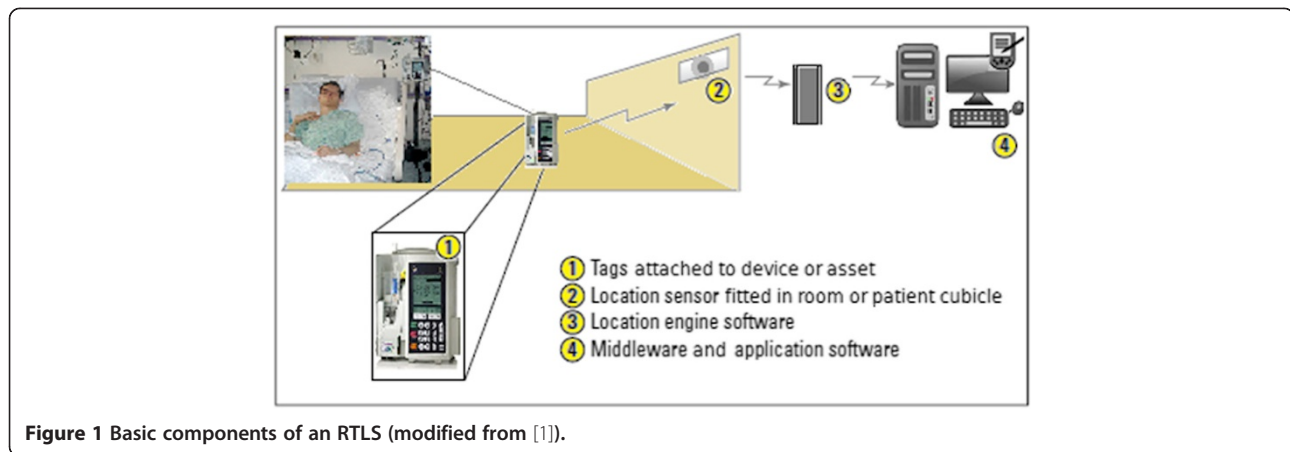 2
3
4
1
1 Tags attached to device or asset
2 Location sensor fitted in room or patient cubicle
3 Location engine software
4 Middleware and application software
Figure 1 Basic components of an RTLS (modified from [1]).